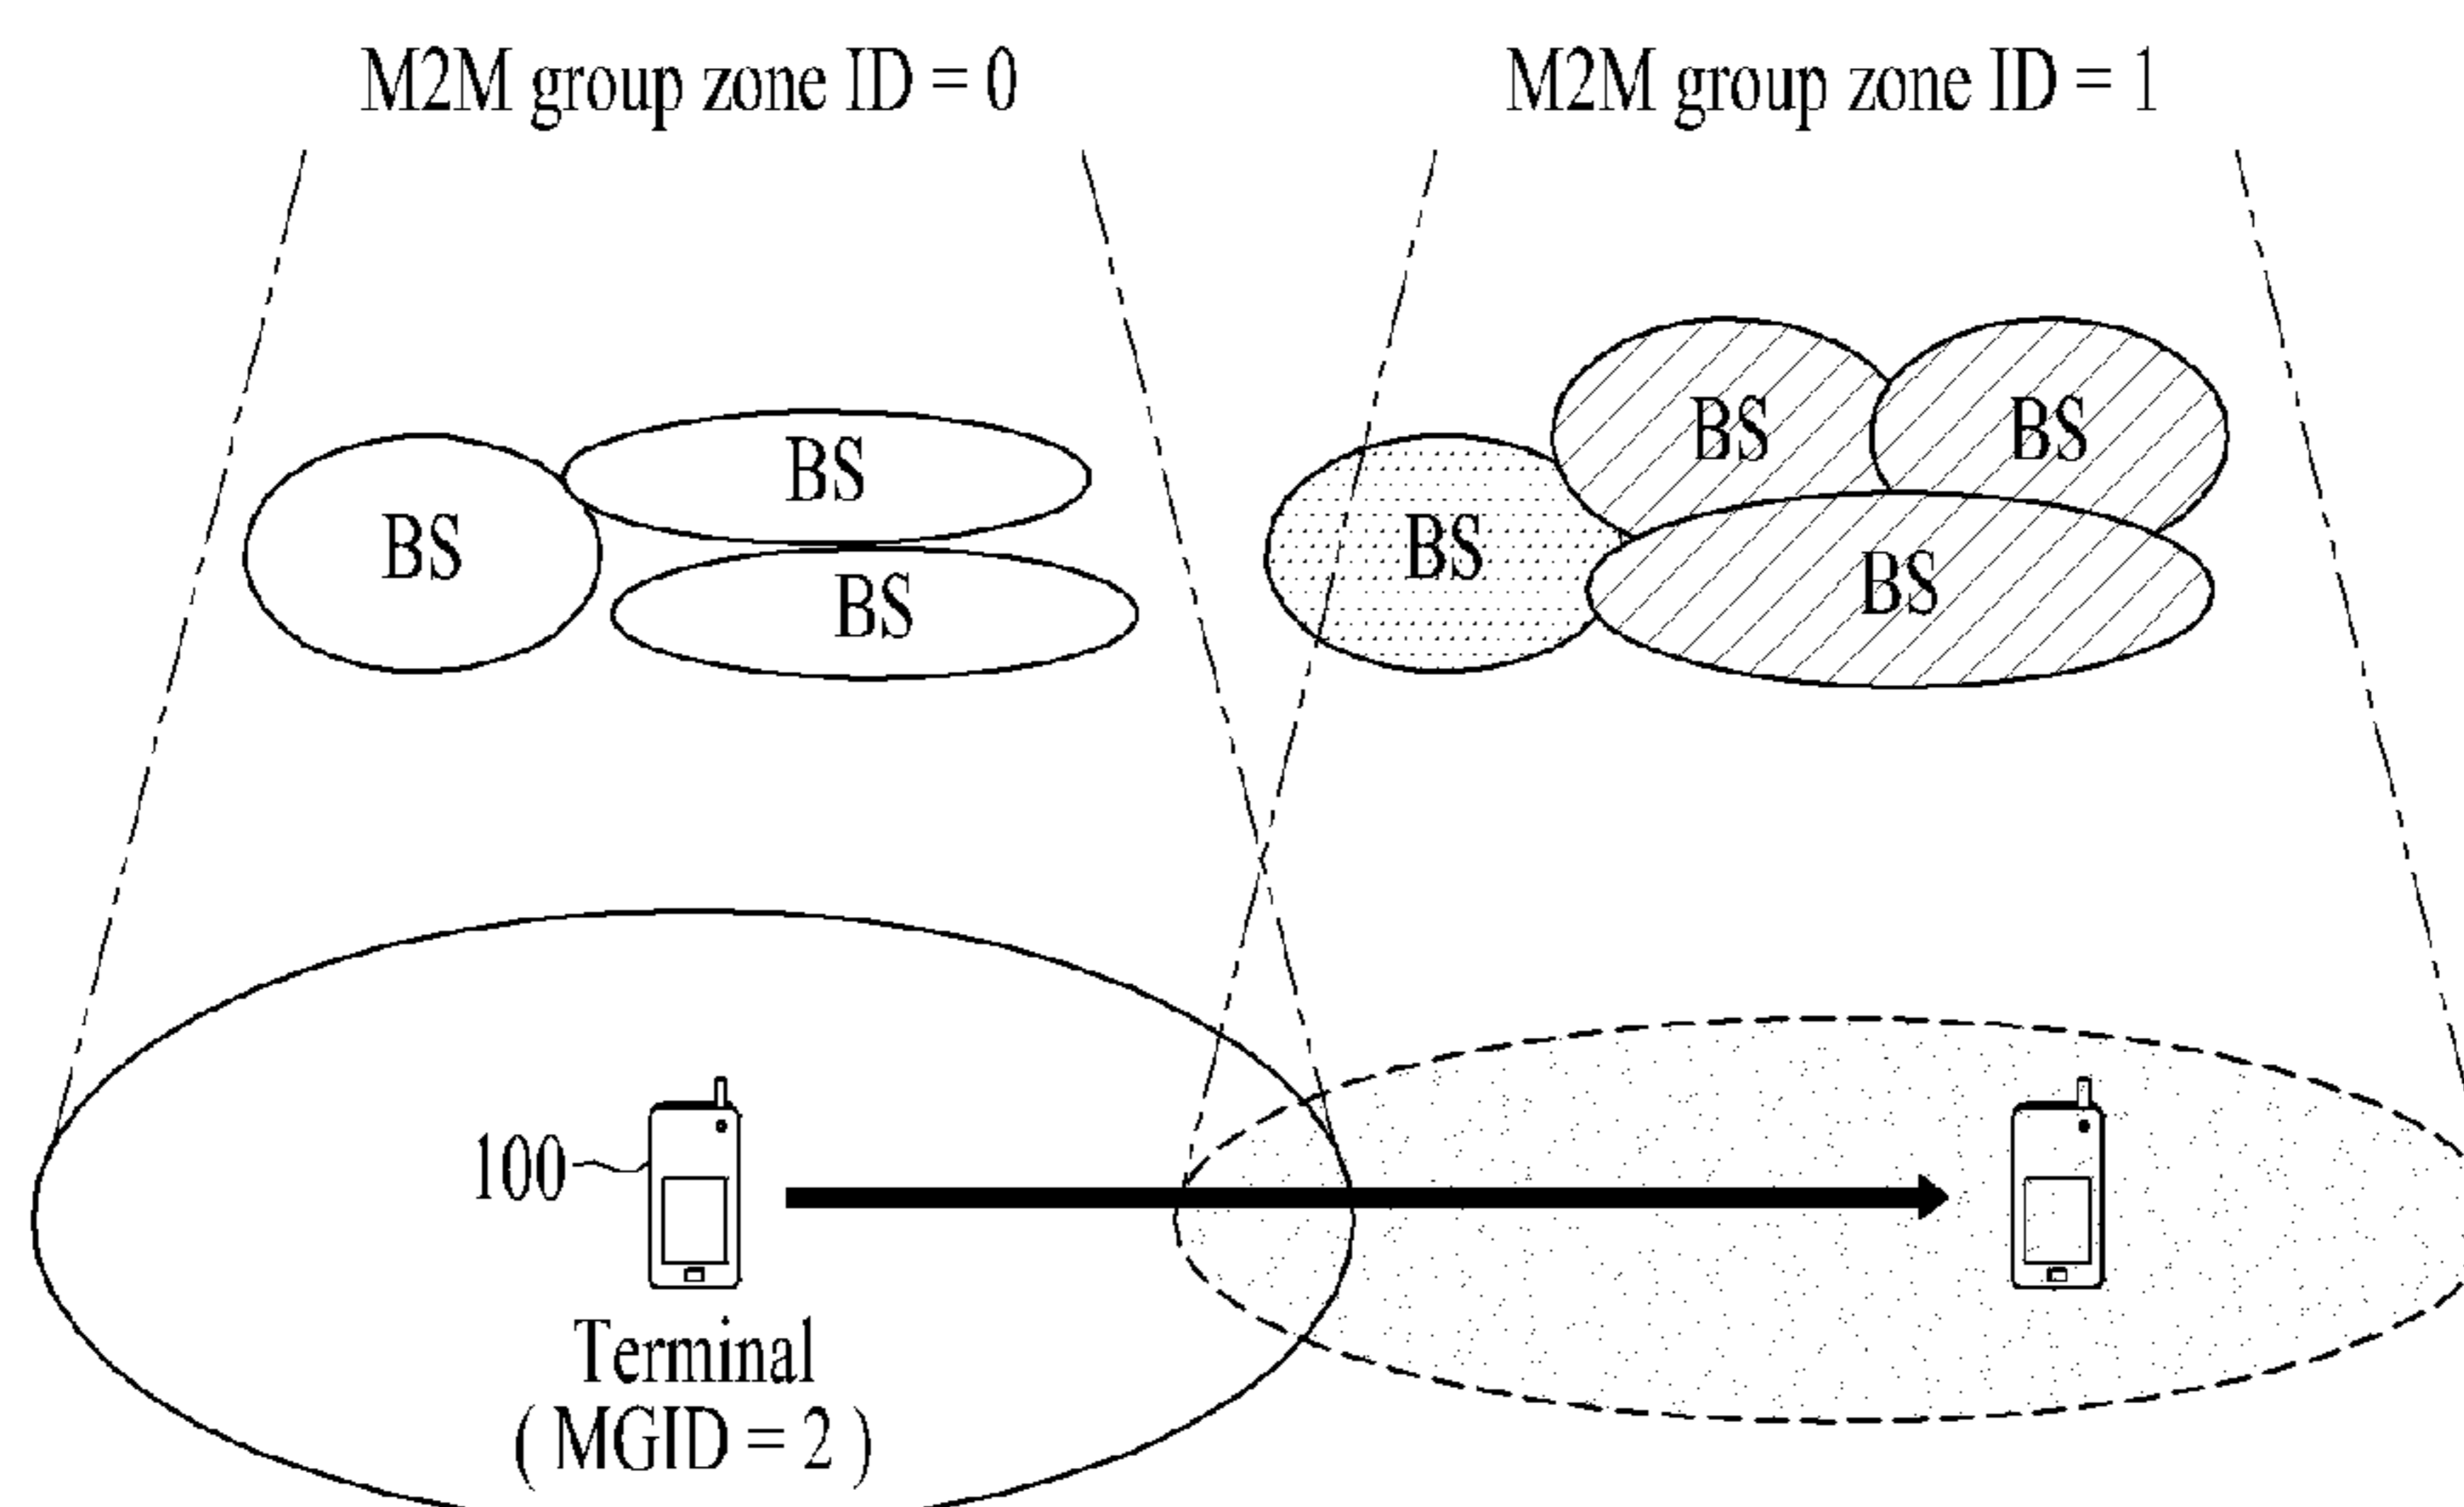 M2M group zone ID = 0
M2M group zone ID = 1
BS
BS
BS
BS
BS
BS
BS
100
Terminal
( MGID = 2 )